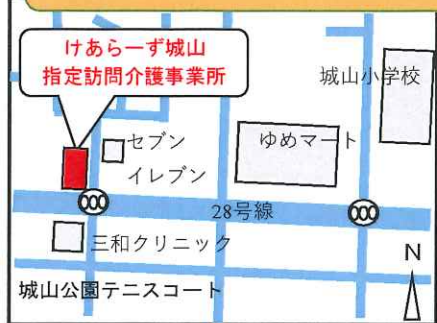 けあらーず城山
指定訪問介護事業所
城山小学校
セブン
イレブン
ゆめマート
28号線
三和クリニック
N
城山公園テニスコート